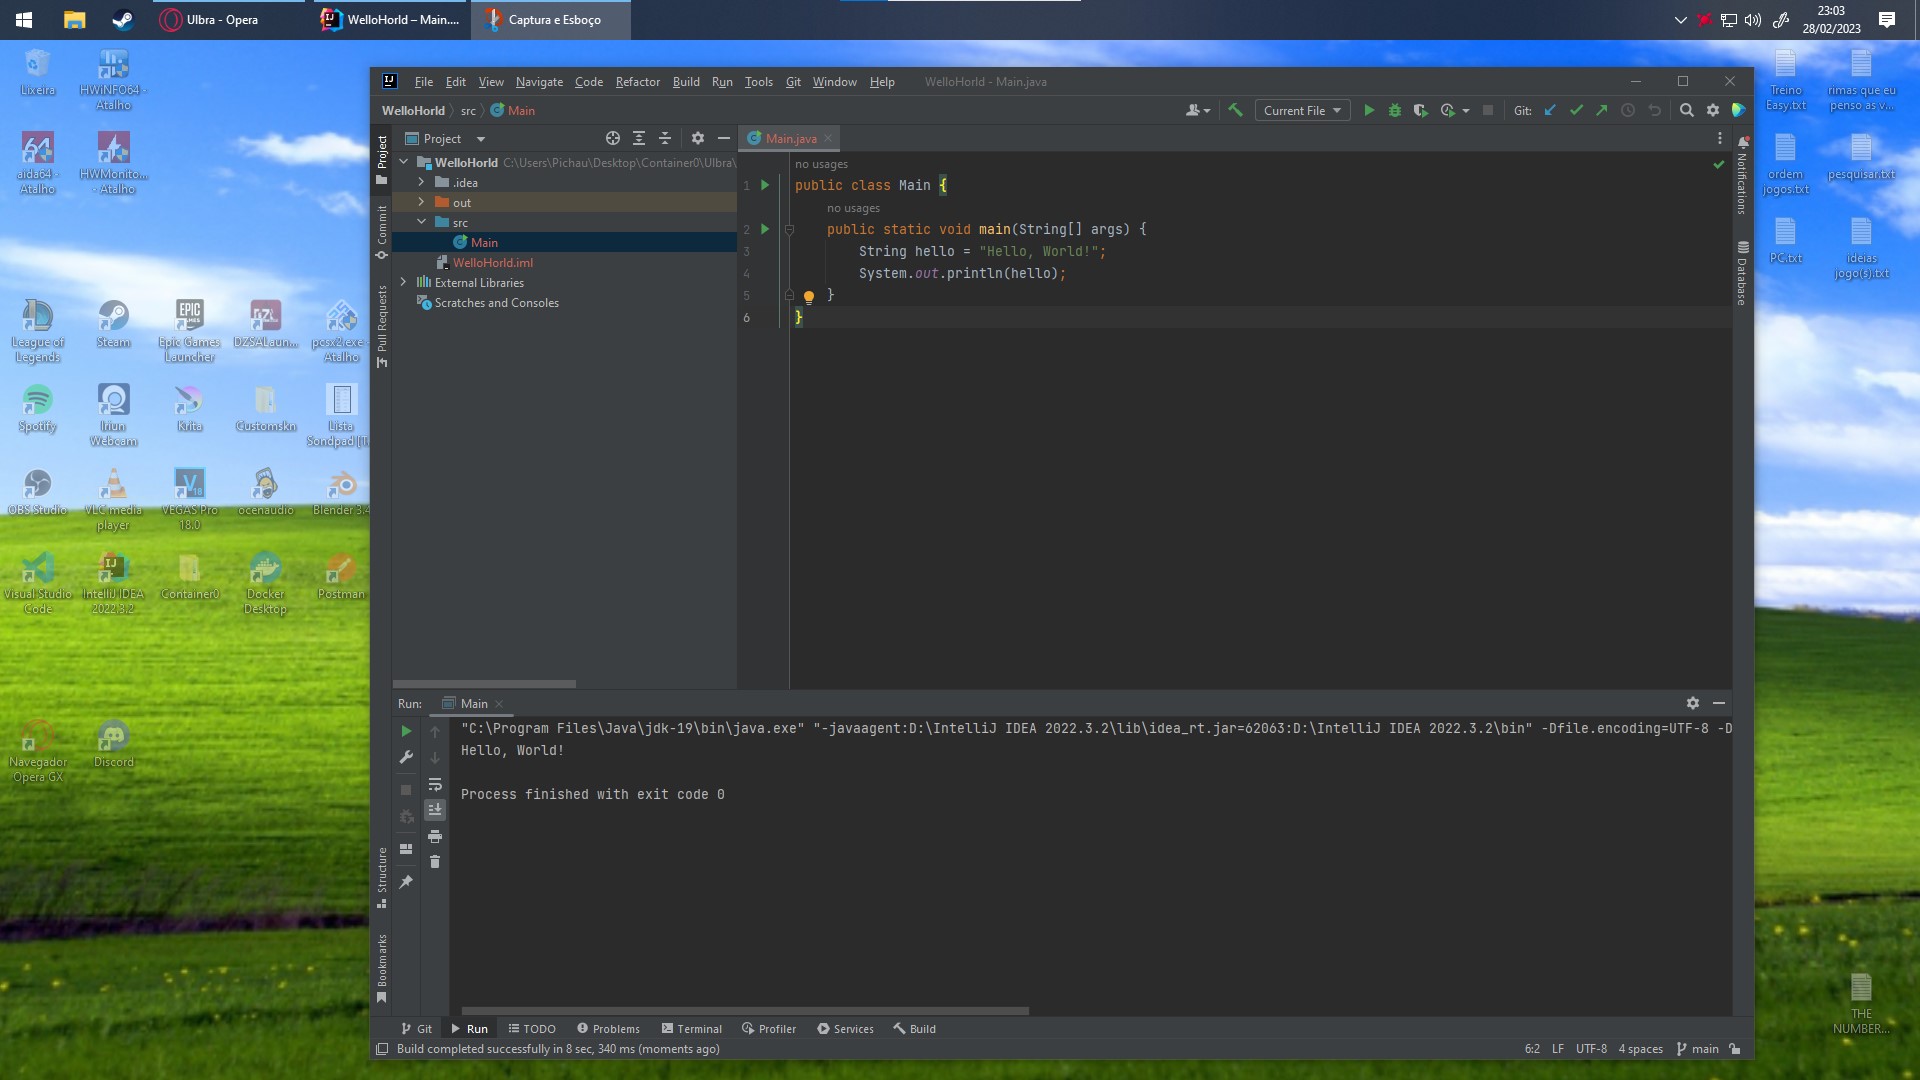 Ulbra - Opera
WelloHorld – Main....
Captura e Esboço
23:03
28/02/2023
Lixeira
HWiNFO64 -
Atalho
aida64 -
Atalho
HWMonito...
- Atalho
League of
Legends
Steam
Epic Games
Launcher
DZSALaun...
pcsx2.exe -
Atalho
Spotify
Iriun
Webcam
Krita
Customskn
Lista
Sondpad [T
OBS Studio
VLC media
player
VEGAS Pro
18.0
ocenaudio
Blender 3.4
Visual Studio
Code
IntelliJ IDEA
2022.3.2
Container0
Docker
Desktop
Postman
Navegador
Opera GX
Discord
File Edit View Navigate Code Refactor Build Run Tools Git Window Help WelloHorld - Main.java
WelloHorld src Main
Current File
Git:
Project
Commit
Pull Requests
Structure
Bookmarks
Project
WelloHorld C:\Users\Pichau\Desktop\Container0\Ulbra\
.idea
out
src
Main
WelloHorld.iml
External Libraries
Scratches and Consoles
Main.java
no usages
1 public class Main {
no usages
2 public static void main(String[] args) {
3 String hello = "Hello, World!";
4 System.out.println(hello);
5 }
6 }
Notifications
Database
Run: Main
"C:\Program Files\Java\jdk-19\bin\java.exe" "-javaagent:D:\IntelliJ IDEA 2022.3.2\lib\idea_rt.jar=62063:D:\IntelliJ IDEA 2022.3.2\bin" -Dfile.encoding=UTF-8 -D
Hello, World!
Process finished with exit code 0
Git Run TODO Problems Terminal Profiler Services Build
Build completed successfully in 8 sec, 340 ms (moments ago)
6:2 LF UTF-8 4 spaces main
Treino
Easy.txt
rimas que eu
penso as v...
ordem
jogos.txt
pesquisar.txt
PC.txt
ideias
jogo(s).txt
THE
NUMBER...